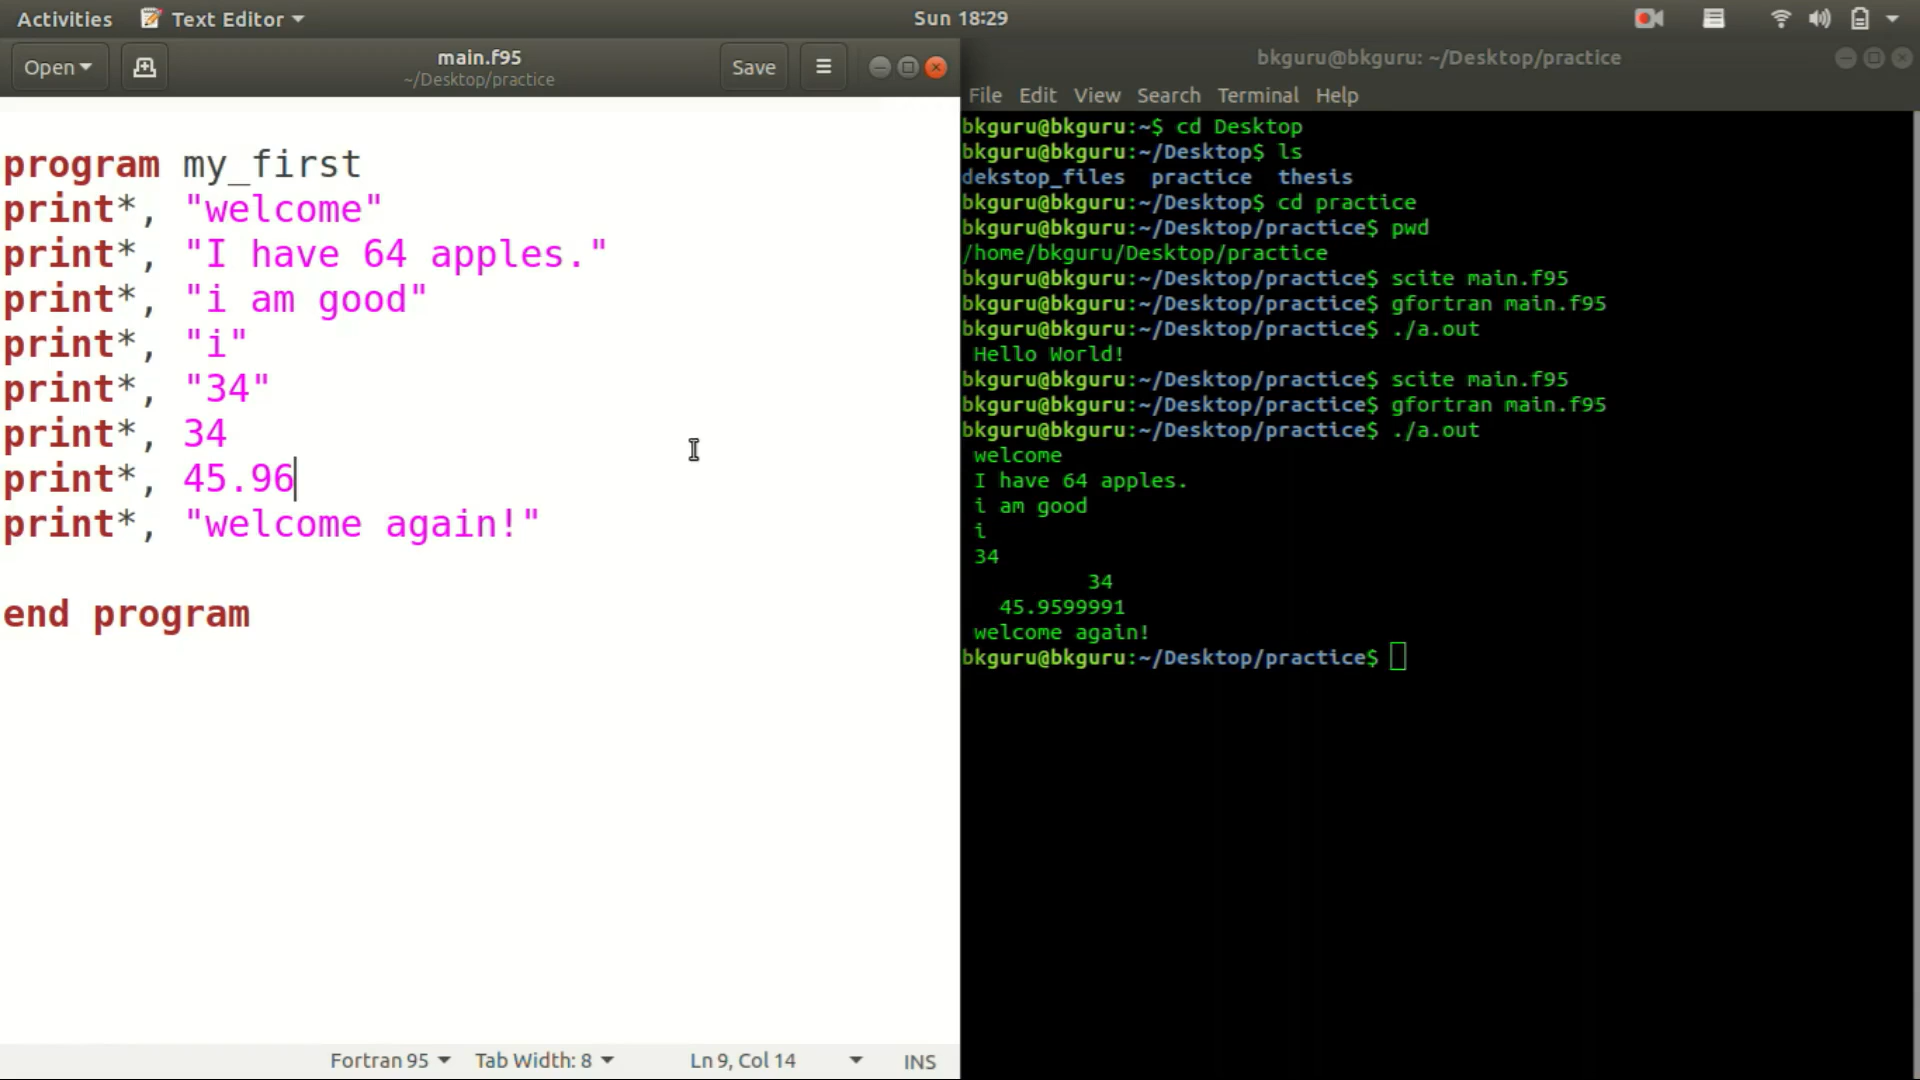 Activities Text Editor Sun 18:29
Open main.f95 Save
~/Desktop/practice
program my_first
print*, "welcome"
print*, "I have 64 apples."
print*, "i am good"
print*, "i"
print*, "34"
print*, 34
print*, 45.96
print*, "welcome again!"
end program
Fortran 95 Tab Width: 8 Ln 9, Col 14 INS
bkguru@bkguru: ~/Desktop/practice
File Edit View Search Terminal Help
bkguru@bkguru:~$ cd Desktop
bkguru@bkguru:~/Desktop$ ls
dekstop_files practice thesis
bkguru@bkguru:~/Desktop$ cd practice
bkguru@bkguru:~/Desktop/practice$ pwd
/home/bkguru/Desktop/practice
bkguru@bkguru:~/Desktop/practice$ scite main.f95
bkguru@bkguru:~/Desktop/practice$ gfortran main.f95
bkguru@bkguru:~/Desktop/practice$ ./a.out
Hello World!
bkguru@bkguru:~/Desktop/practice$ scite main.f95
bkguru@bkguru:~/Desktop/practice$ gfortran main.f95
bkguru@bkguru:~/Desktop/practice$ ./a.out
welcome
I have 64 apples.
i am good
i
34
34
45.9599991
welcome again!
bkguru@bkguru:~/Desktop/practice$